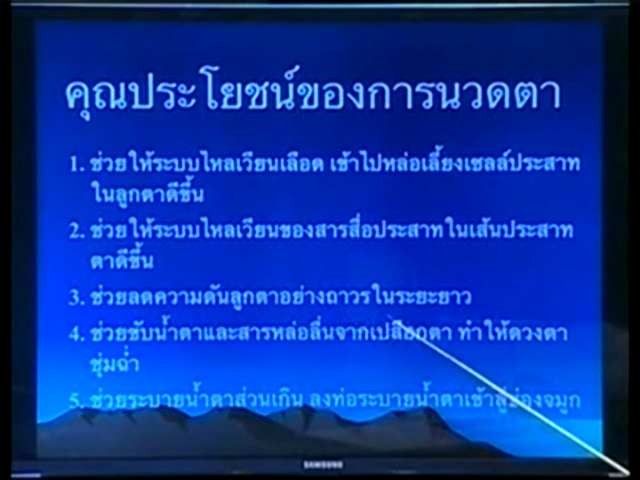 คุณประโยชน์ของการนวดตา
1. ช่วยให้ระบบไหลเวียนเลือด เข้าไปหล่อเลี้ยงเซลล์ประสาท
ในลูกตาดีขึ้น
2. ช่วยให้ระบบไหลเวียนของสารสื่อประสาทในเส้นประสาท
ตาดีขึ้น
3. ช่วยลดความดันลูกตาอย่างถาวรในระยะยาว
4. ช่วยขับน้ำตาและสารหล่อลื่นจากเปลือกตา ทำให้ดวงตา
ชุ่มฉ่ำ
5. ช่วยระบายน้ำตาส่วนเกิน ลงท่อระบายน้ำตาเข้าสู่ช่องจมูก
SAMSUNG